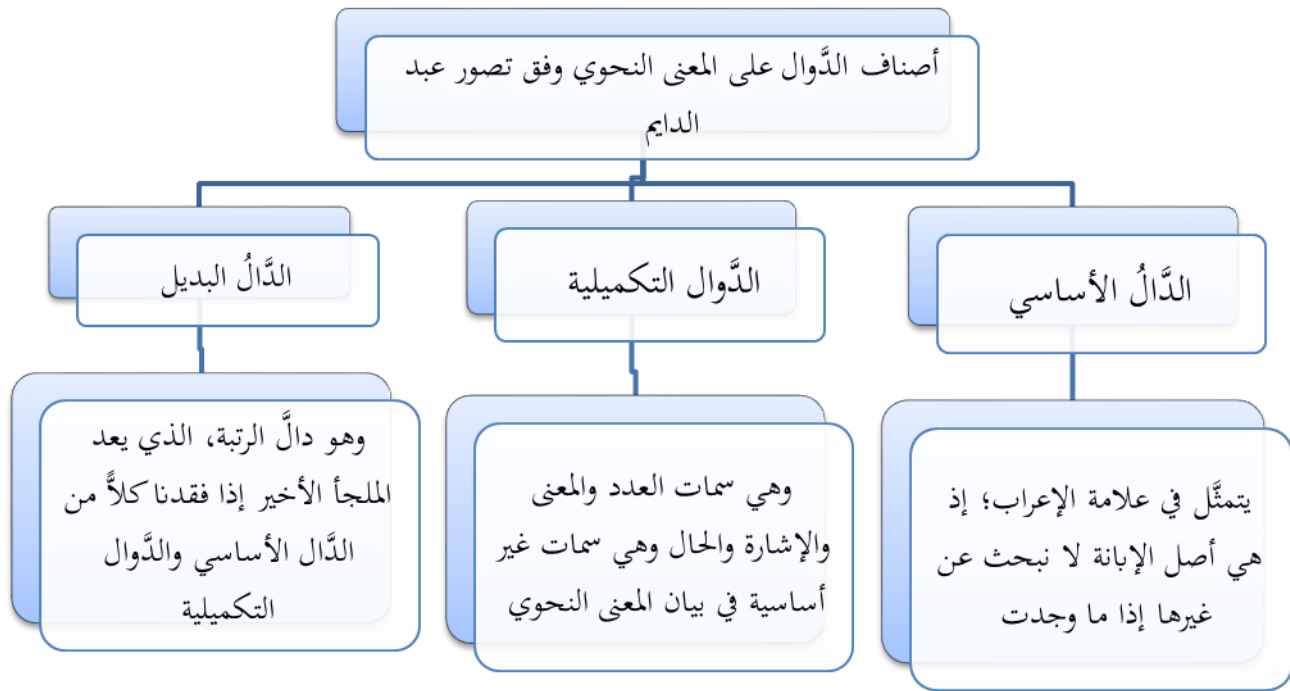 أصناف الدَّوال على المعنى النحوي وفق تصور عبد
الدايم
الدَّالُ الأساسي
يتمثَّل في علامة الإعراب؛ إذ
هي أصل الإبانة لا نبحث عن
غيرها إذا ما وجدت
الدَّوال التكميلية
وهي سمات العدد والمعنى
والإشارة والحال وهي سمات غير
أساسية في بيان المعنى النحوي
الدَّالُ البديل
وهو دالَّ الرتبة، الذي يعد
الملجأ الأخير إذا فقدنا كلاًّ من
الدَّال الأساسي والدَّوال
التكميلية